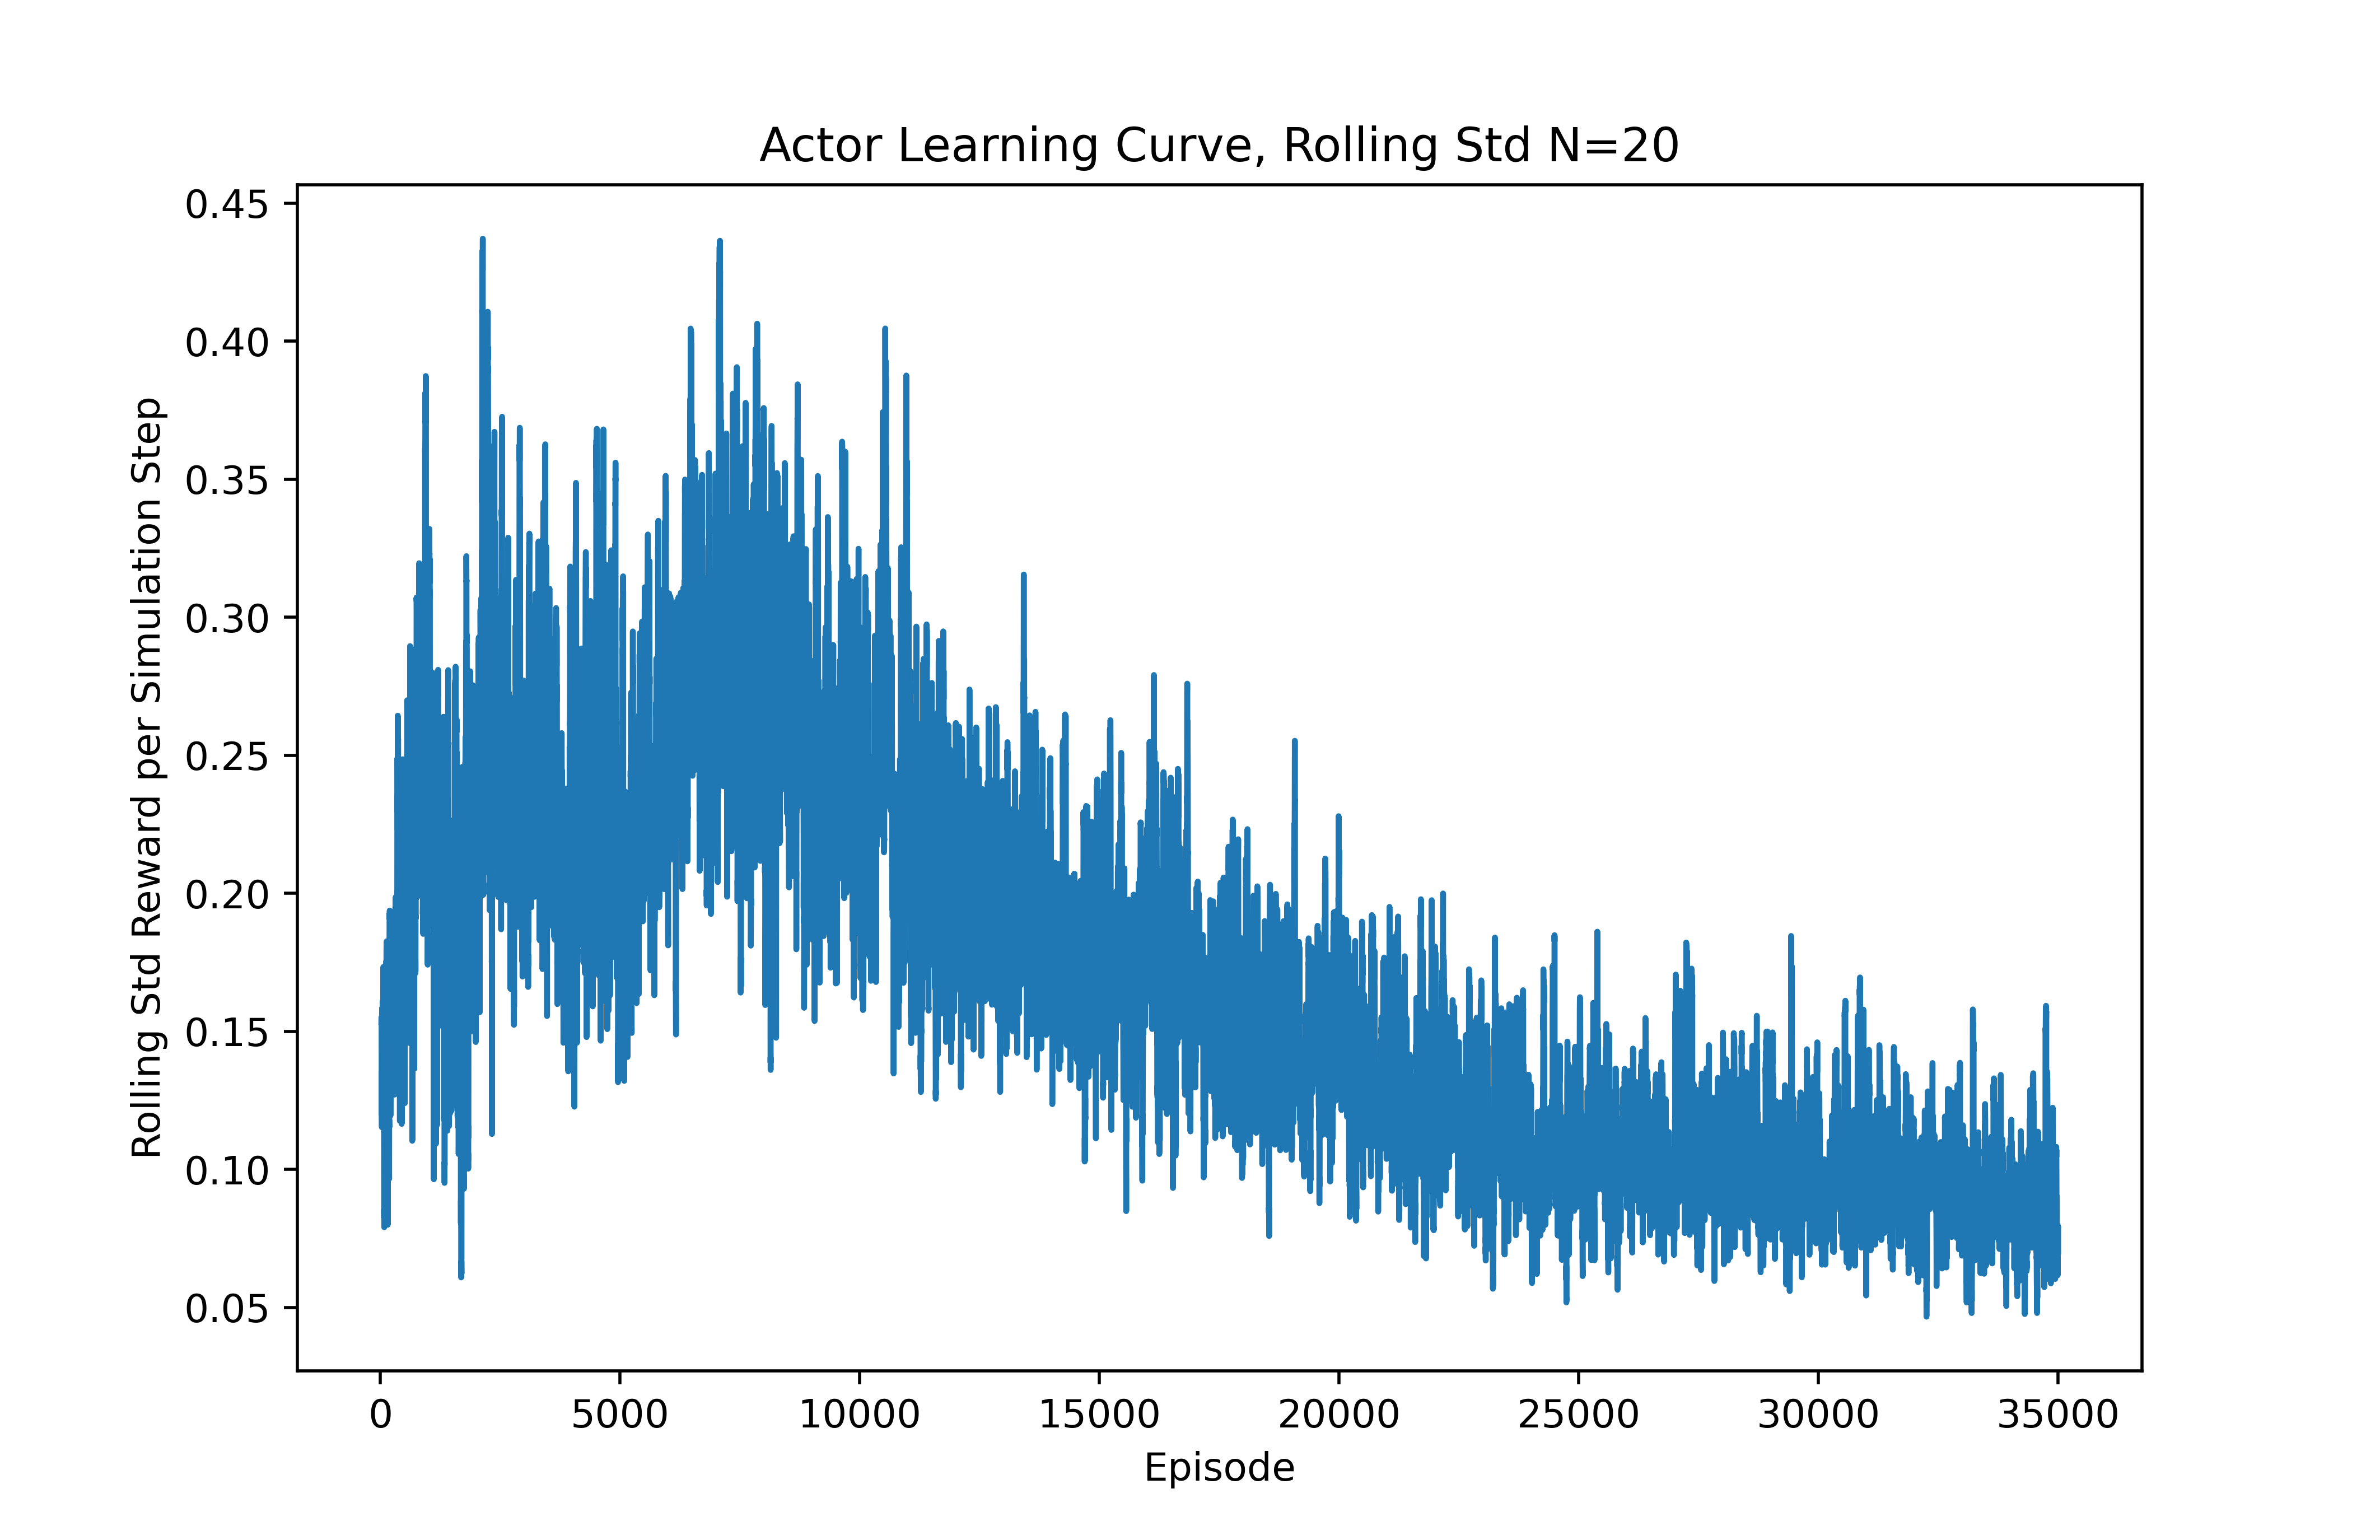 Actor Learning Curve, Rolling Std N=20
Rolling Std Reward per Simulation Step
0.45
0.40
0.35
0.30
0.25
0.20
0.15
0.10
0.05
0 5000 10000 15000 20000 25000 30000 35000
Episode